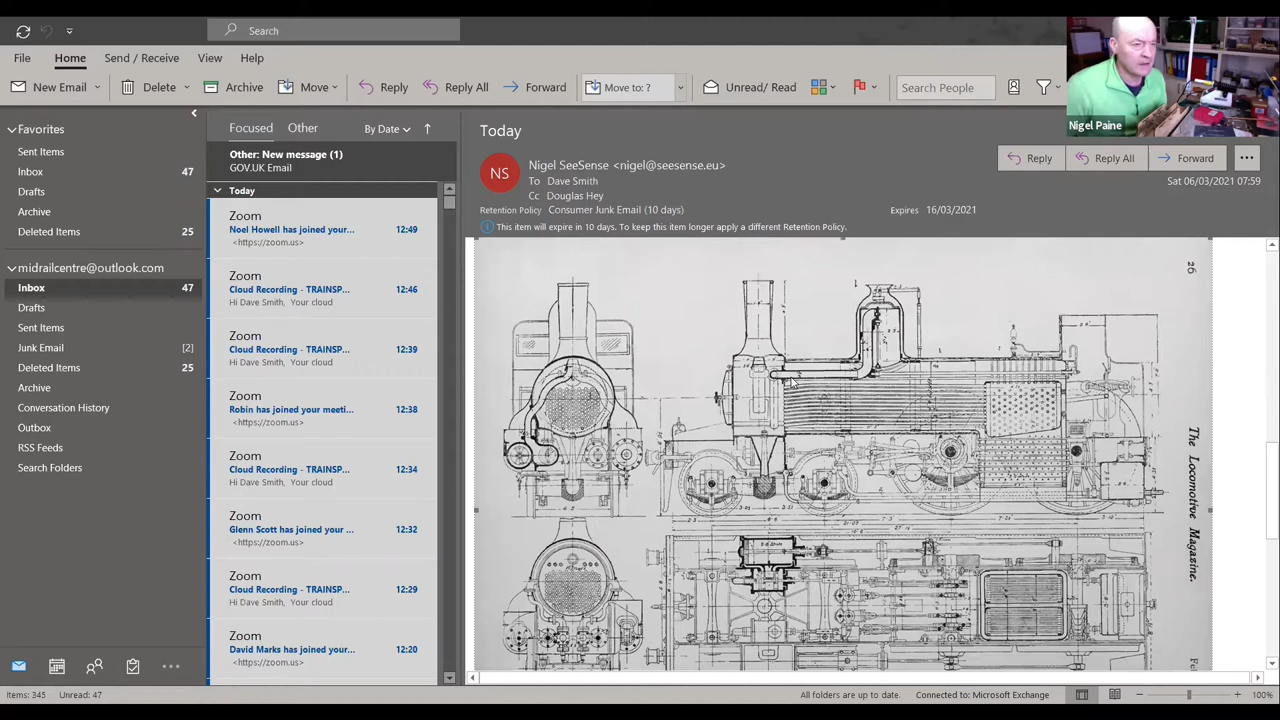 Search
File Home Send / Receive View Help
New Email Delete Archive Move Reply Reply All Forward Move to: ? Unread/ Read Search People
Nigel Paine
Favorites
Sent Items
Inbox 47
Drafts
Archive
Deleted Items 25
midrailcentre@outlook.com
Inbox 47
Drafts
Sent Items
Junk Email [2]
Deleted Items 25
Archive
Conversation History
Outbox
RSS Feeds
Search Folders
Focused Other By Date
Other: New message (1)
GOV.UK Email
Today
Zoom
Noel Howell has joined your... 12:49
<https://zoom.us>
Zoom
Cloud Recording - TRAINSP... 12:46
Hi Dave Smith, Your cloud
Zoom
Cloud Recording - TRAINSP... 12:39
Hi Dave Smith, Your cloud
Zoom
Robin has joined your meeti... 12:38
<https://zoom.us>
Zoom
Cloud Recording - TRAINSP... 12:34
Hi Dave Smith, Your cloud
Zoom
Glenn Scott has joined your ... 12:32
<https://zoom.us>
Zoom
Cloud Recording - TRAINSP... 12:29
Hi Dave Smith, Your cloud
Zoom
David Marks has joined your... 12:20
<https://zoom.us>
Today
Reply Reply All Forward
NS
Nigel SeeSense <nigel@seesense.eu>
To Dave Smith
Cc Douglas Hey
Sat 06/03/2021 07:59
Retention Policy Consumer Junk Email (10 days) Expires 16/03/2021
This item will expire in 10 days. To keep this item longer apply a different Retention Policy.
26
The Locomotive Magazine.
Items: 345 Unread: 47 All folders are up to date. Connected to: Microsoft Exchange 100%